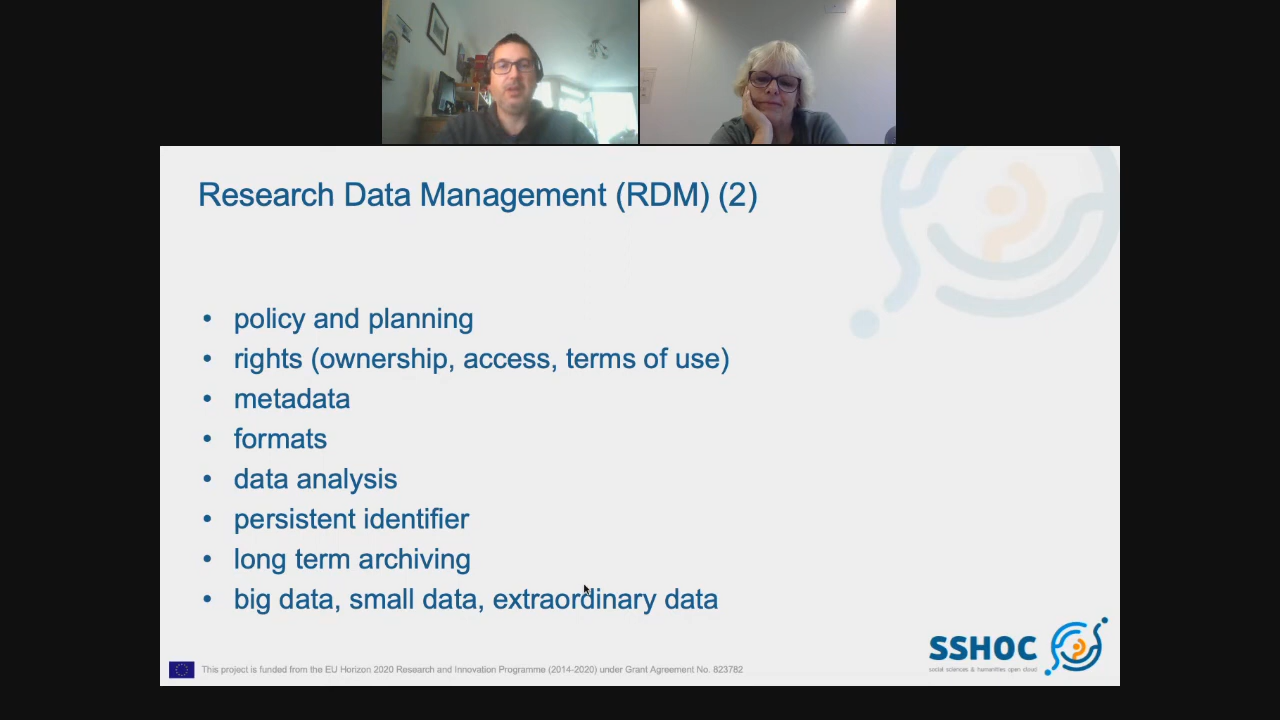 Research Data Management (RDM) (2)
• policy and planning
• rights (ownership, access, terms of use)
• metadata
• formats
• data analysis
• persistent identifier
• long term archiving
• big data, small data, extraordinary data
SSHOC
social sciences & humanities open cloud
This project is funded from the EU Horizon 2020 Research and Innovation Programme (2014-2020) under Grant Agreement No. 823782